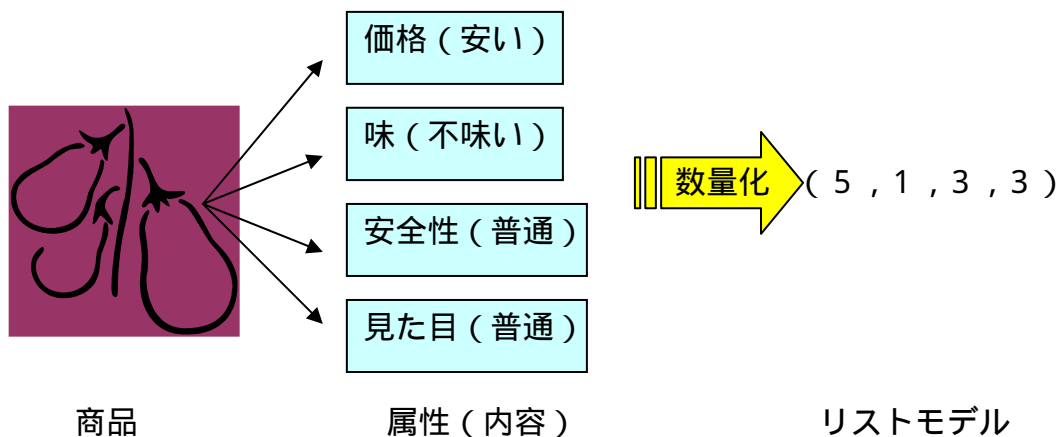 価格（安い）
味（不味い）
安全性（普通）
見た目（普通）
数量化
（５，１，３，３）
商品
属性（内容）
リストモデル